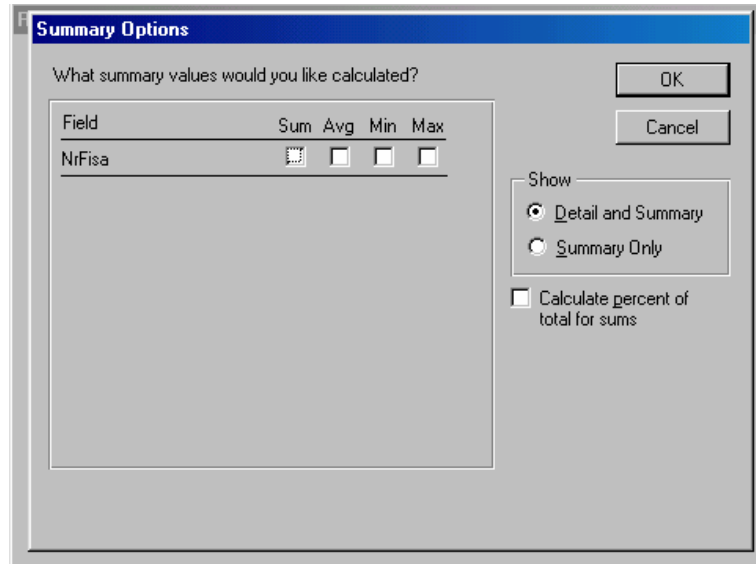 Summary Options
What summary values would you like calculated?
OK
Cancel
Field Sum Avg Min Max
NrFisa
Show
Detail and Summary
Summary Only
Calculate percent of
total for sums